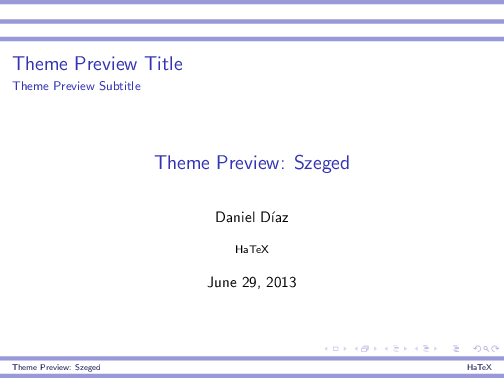 Theme Preview Title
Theme Preview Subtitle
Theme Preview: Szeged
Daniel Díaz
HaTeX
June 29, 2013
Theme Preview: Szeged
HaTeX